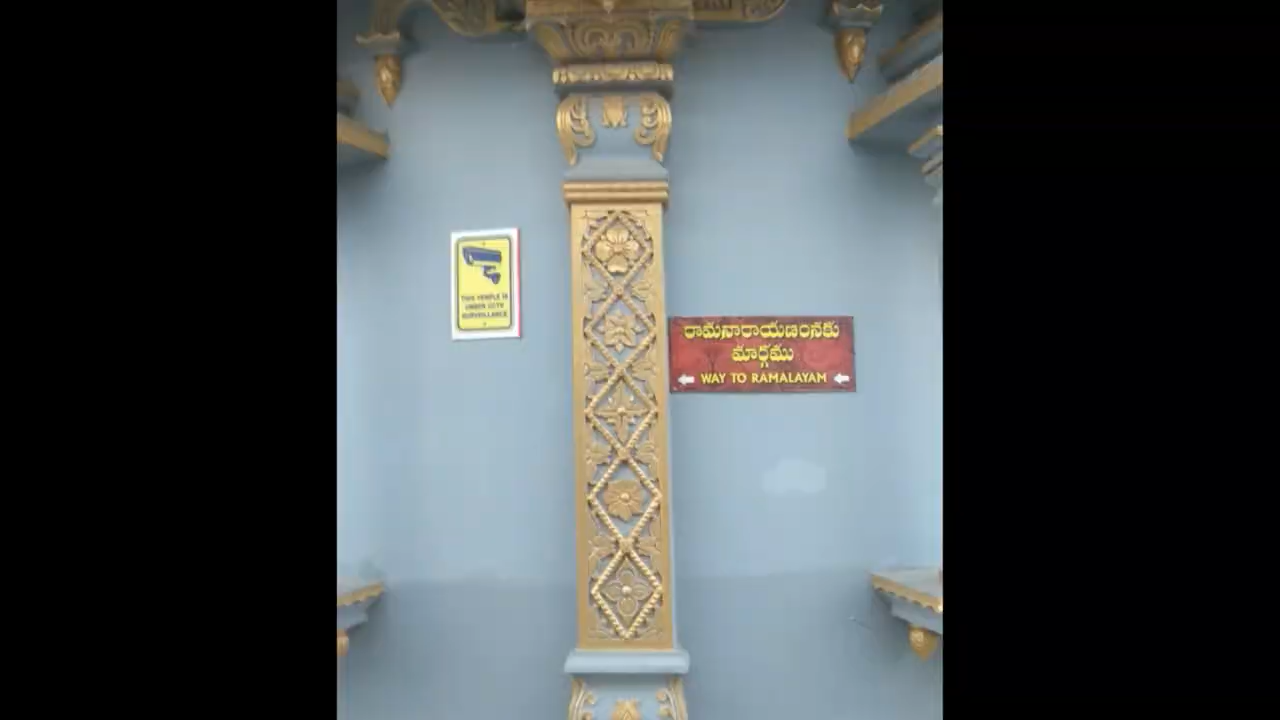 THIS TEMPLE IS
UNDER CCTV
SURVEILLANCE
రామనారాయణంనకు
మార్గము
WAY TO RAMALAYAM